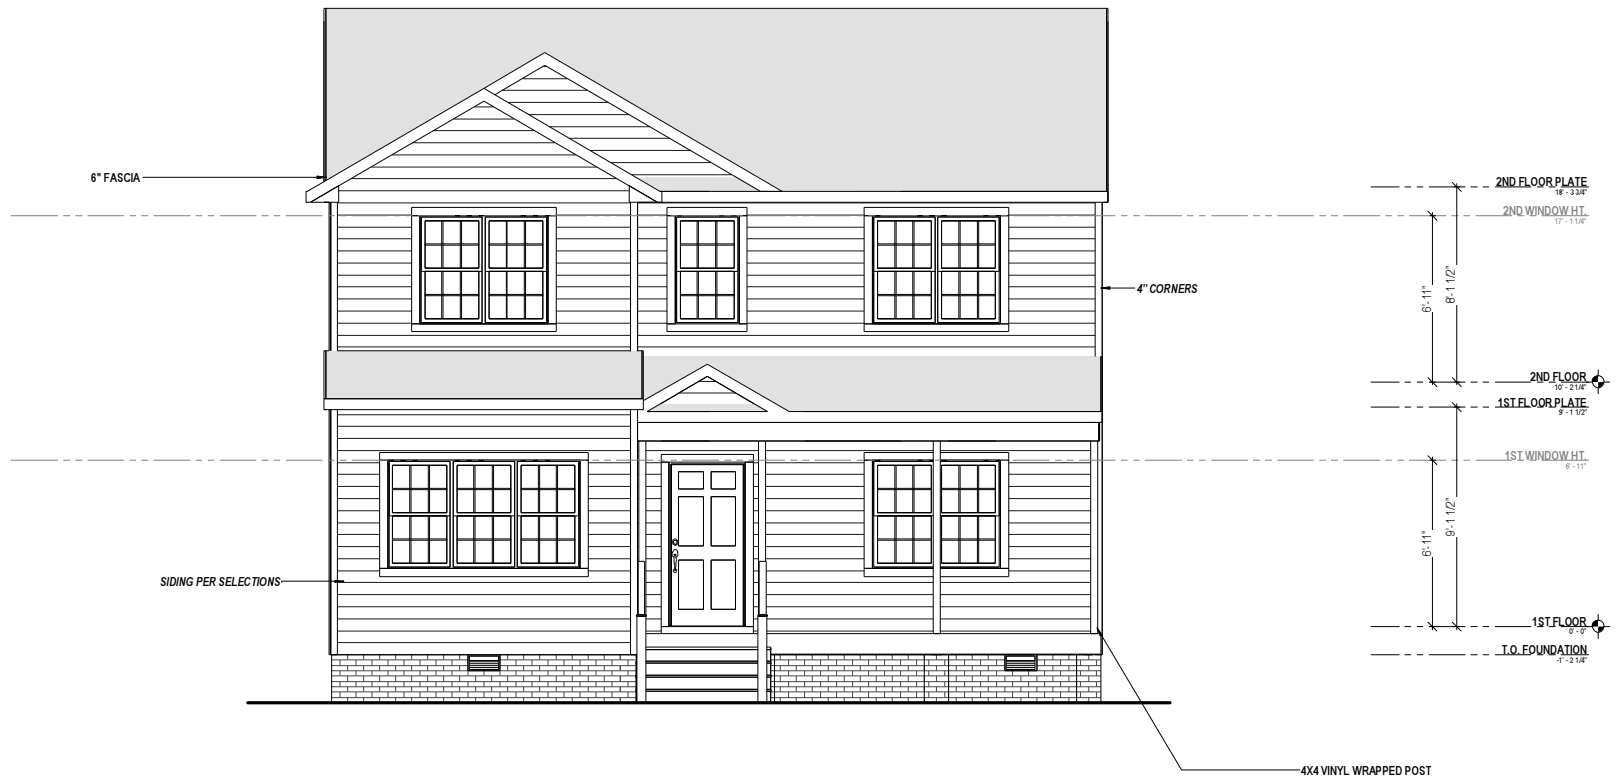 6" FASCIA
2ND FLOOR PLATE
18' - 3 3/4"
2ND WINDOW HT.
17' - 1 1/4"
4" CORNERS
6'-11"
8'-1 1/2"
2ND FLOOR
10' - 2 1/4"
1ST FLOOR PLATE
9' - 1 1/2"
1ST WINDOW HT.
6' - 11"
6'-11"
9'-1 1/2"
SIDING PER SELECTIONS
1ST FLOOR
0' - 0"
T.O. FOUNDATION
-1' - 2 1/4"
4X4 VINYL WRAPPED POST